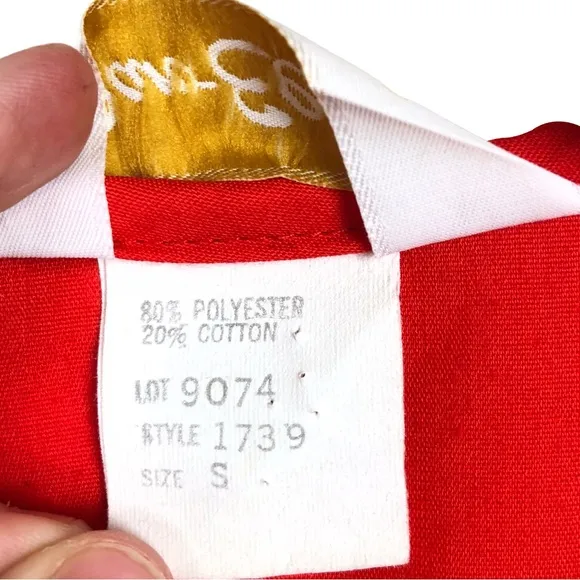 80% POLYESTER
20% COTTON
LOT 9074
STYLE 1739
SIZE S